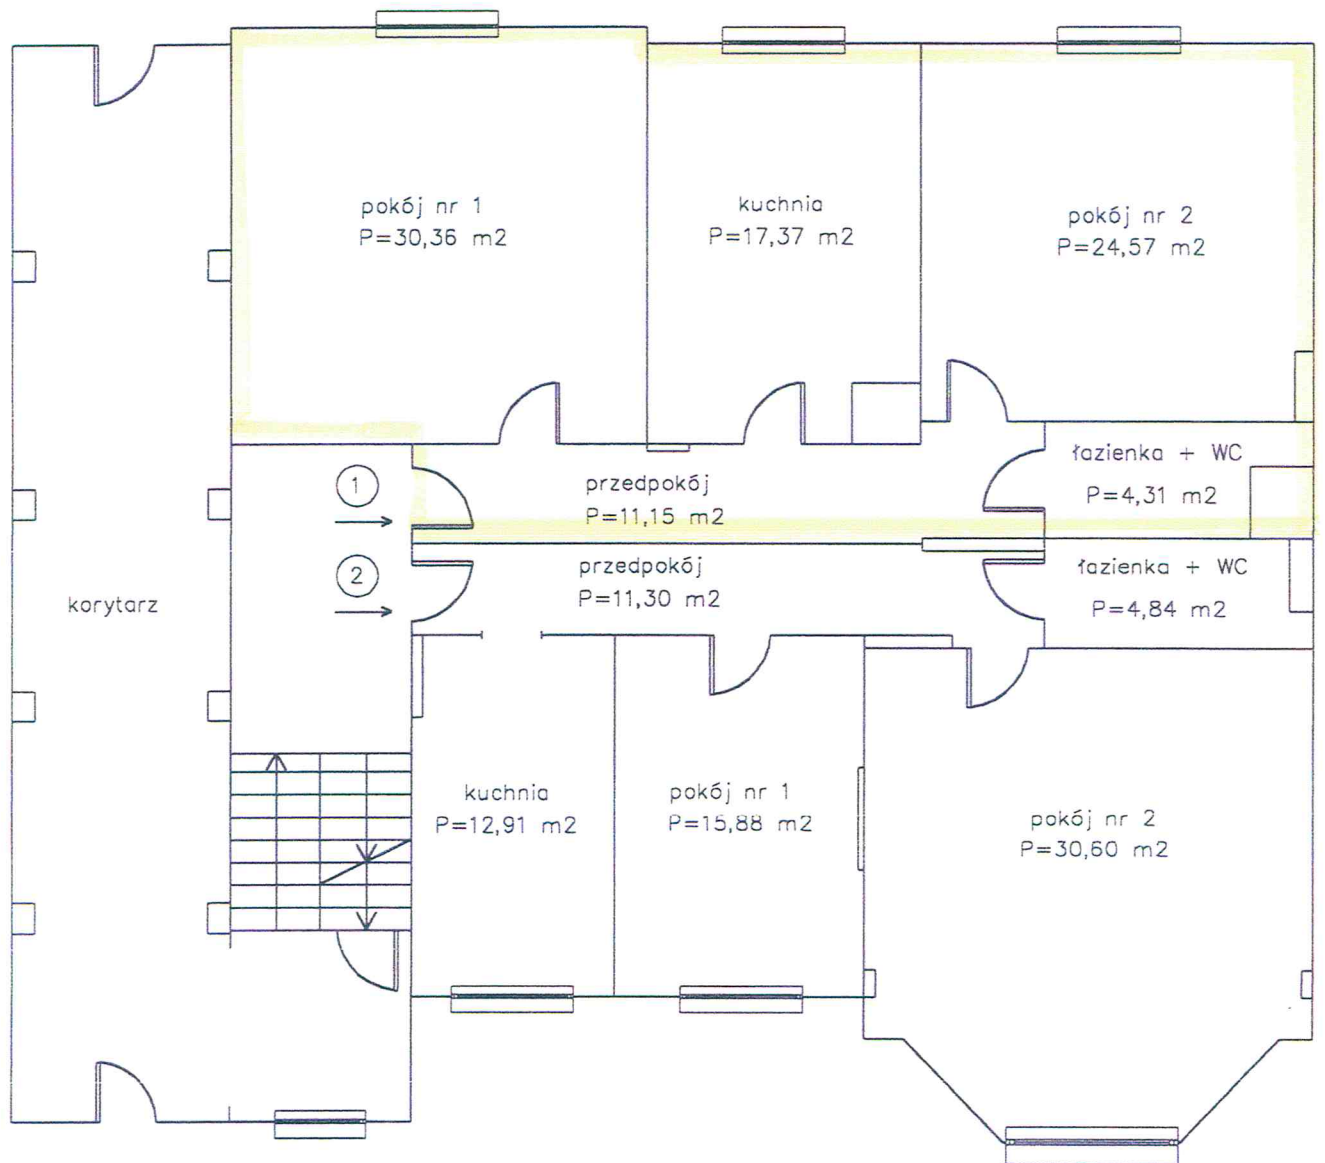 pokój nr 1
P=30,36 m2
kuchnia
P=17,37 m2
pokój nr 2
P=24,57 m2
łazienka + WC
P=4,31 m2
1
przedpokój
P=11,15 m2
2
przedpokój
P=11,30 m2
łazienka + WC
P=4,84 m2
korytarz
kuchnia
P=12,91 m2
pokój nr 1
P=15,88 m2
pokój nr 2
P=30,60 m2